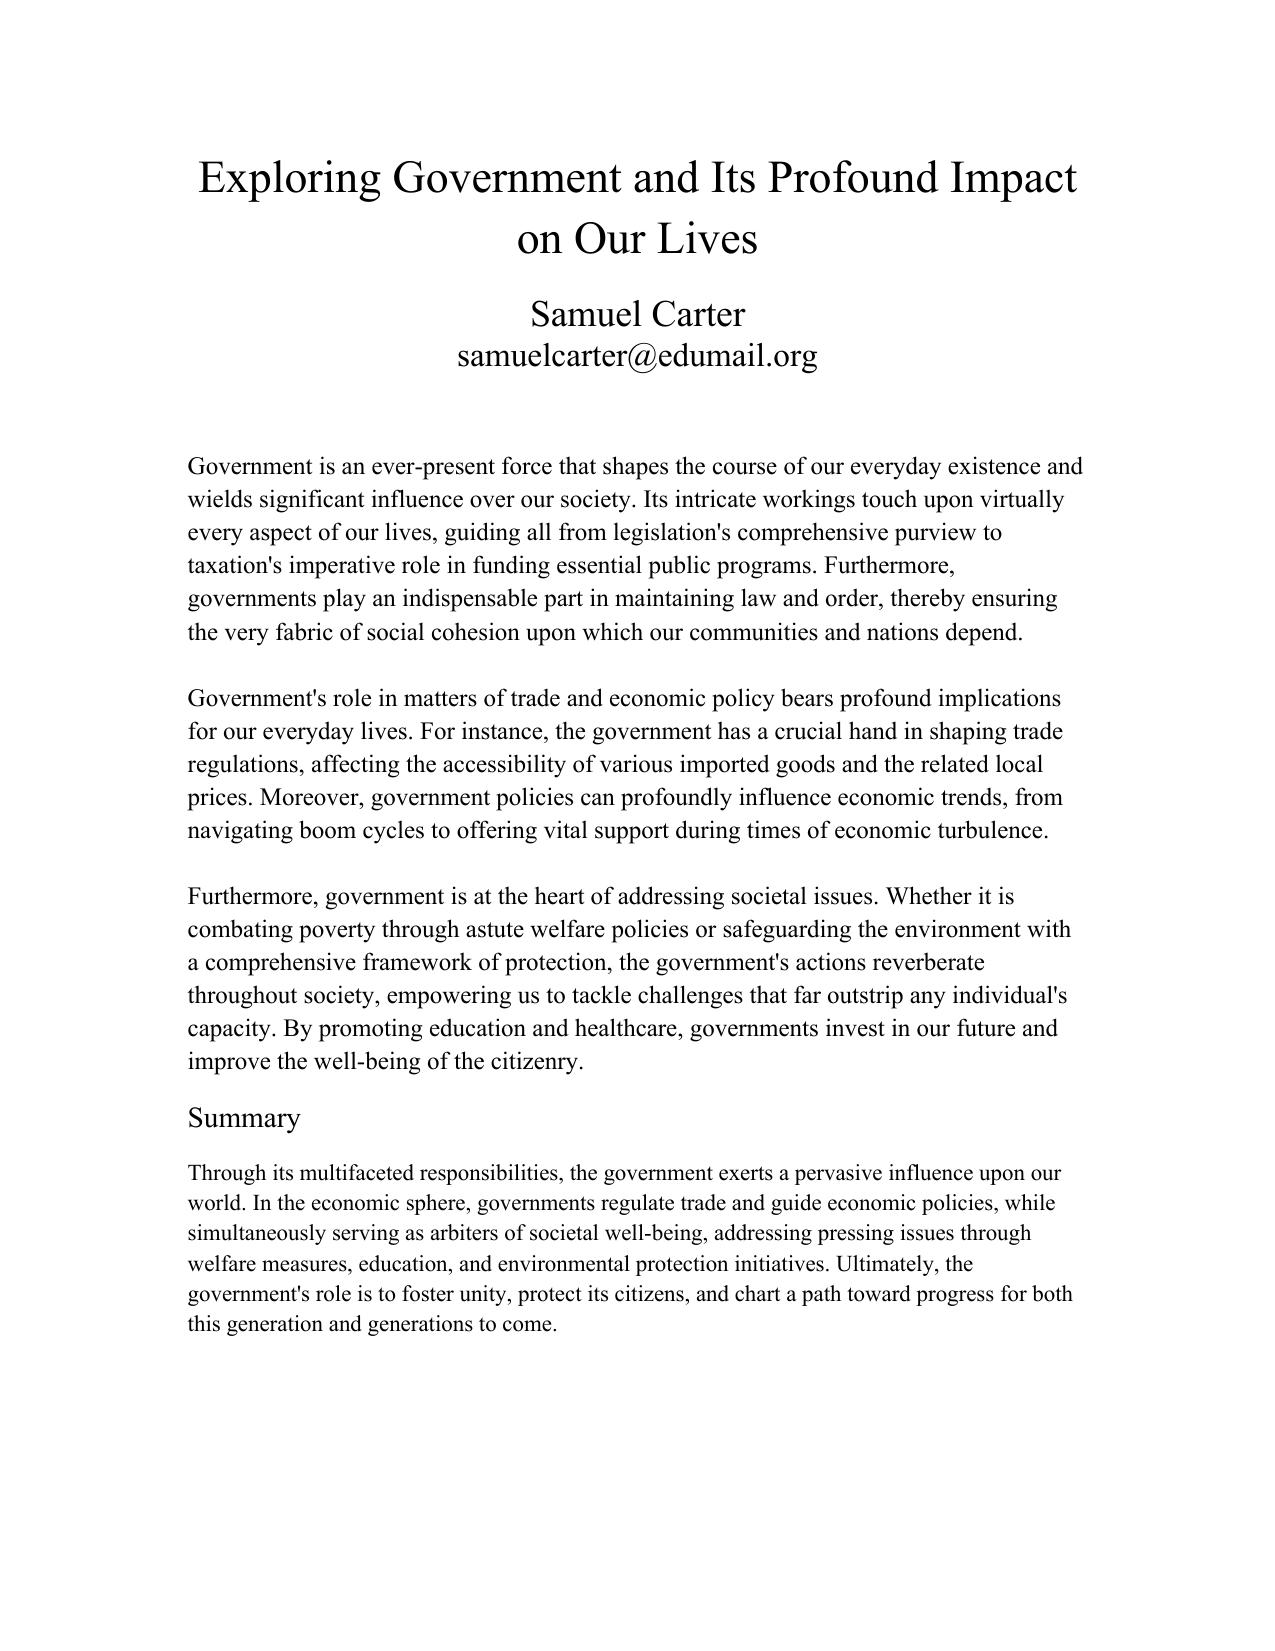 Exploring Government and Its Profound Impact
on Our Lives
Samuel Carter
samuelcarter@edumail.org
Government is an ever-present force that shapes the course of our everyday existence and
wields significant influence over our society. Its intricate workings touch upon virtually
every aspect of our lives, guiding all from legislation's comprehensive purview to
taxation's imperative role in funding essential public programs. Furthermore,
governments play an indispensable part in maintaining law and order, thereby ensuring
the very fabric of social cohesion upon which our communities and nations depend.
Government's role in matters of trade and economic policy bears profound implications
for our everyday lives. For instance, the government has a crucial hand in shaping trade
regulations, affecting the accessibility of various imported goods and the related local
prices. Moreover, government policies can profoundly influence economic trends, from
navigating boom cycles to offering vital support during times of economic turbulence.
Furthermore, government is at the heart of addressing societal issues. Whether it is
combating poverty through astute welfare policies or safeguarding the environment with
a comprehensive framework of protection, the government's actions reverberate
throughout society, empowering us to tackle challenges that far outstrip any individual's
capacity. By promoting education and healthcare, governments invest in our future and
improve the well-being of the citizenry.
Summary
Through its multifaceted responsibilities, the government exerts a pervasive influence upon our
world. In the economic sphere, governments regulate trade and guide economic policies, while
simultaneously serving as arbiters of societal well-being, addressing pressing issues through
welfare measures, education, and environmental protection initiatives. Ultimately, the
government's role is to foster unity, protect its citizens, and chart a path toward progress for both
this generation and generations to come.